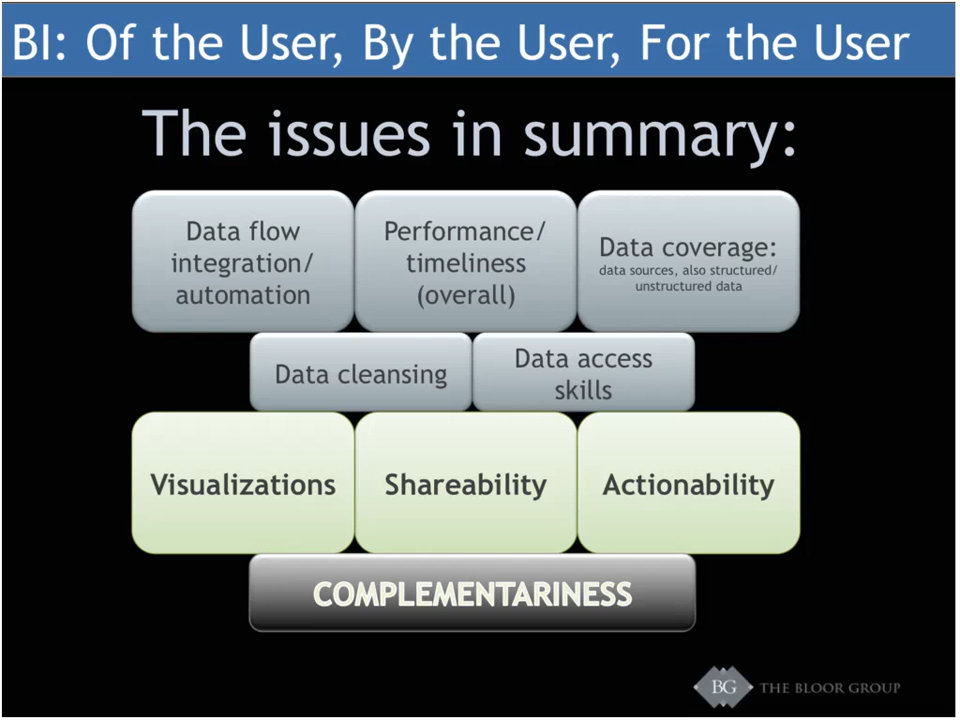 BI: Of the User, By the User, For the User
The issues in summary:
Data flow
integration/
automation
Performance/
timeliness
(overall)
Data coverage:
data sources, also structured/
unstructured data
Data cleansing
Data access
skills
Visualizations
Shareability
Actionability
COMPLEMENTARINESS
BG THE BLOOR GROUP